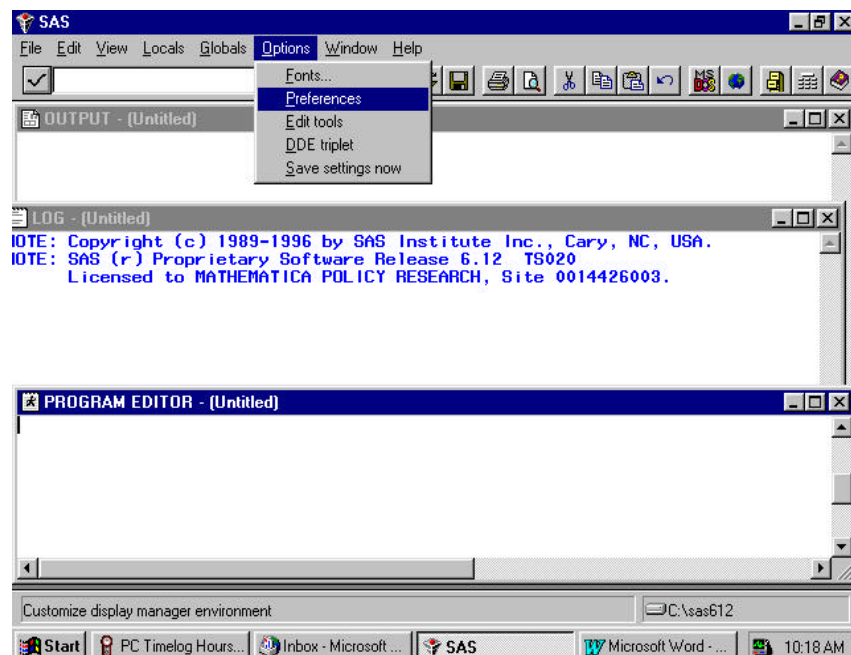 SAS
File Edit View Locals Globals Options Window Help
Fonts...
Preferences
Edit tools
DDE triplet
Save settings now
MS DOS
OUTPUT - (Untitled)
LOG - (Untitled)
IOTE: Copyright (c) 1989-1996 by SAS Institute Inc., Cary, NC, USA.
IOTE: SAS (r) Proprietary Software Release 6.12 TS020
Licensed to MATHEMATICA POLICY RESEARCH, Site 0014426003.
PROGRAM EDITOR - (Untitled)
Customize display manager environment C:\sas612
Start PC Timelog Hours... Inbox - Microsoft ... SAS Microsoft Word - ... 10:18 AM